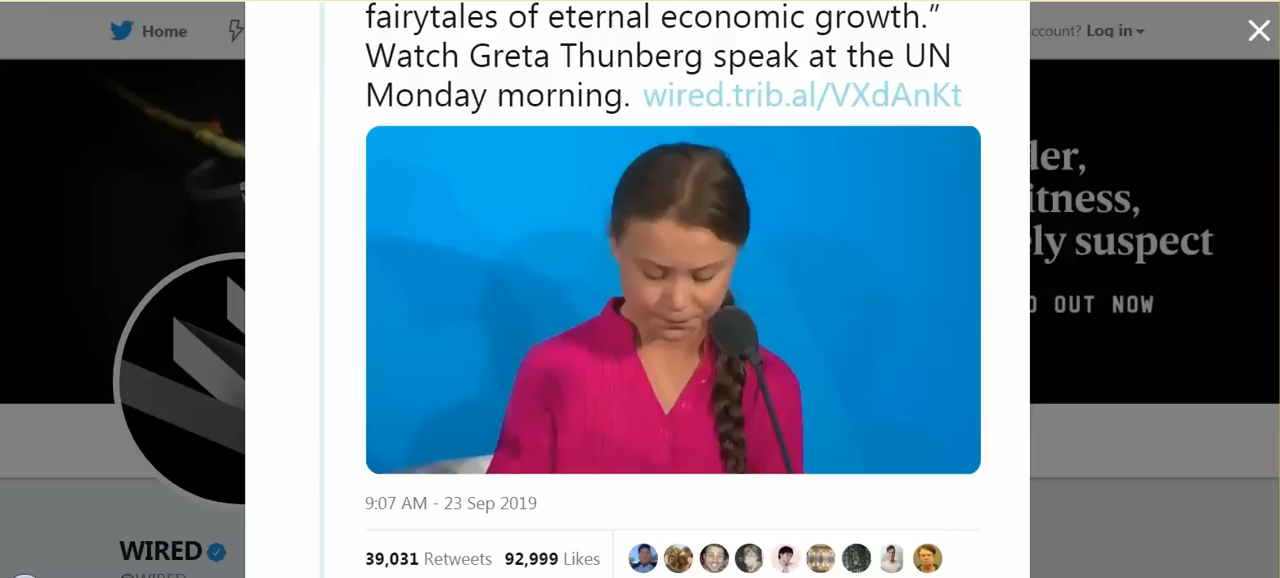 fairytales of eternal economic growth.”
Home
ccount? Log in
Watch Greta Thunberg speak at the UN
Monday morning. wired.trib.al/VXdAnKt
der,
itness,
ly suspect
OUT NOW
9:07 AM - 23 Sep 2019
WIRED
39,031 Retweets 92,999 Likes
@WIRED